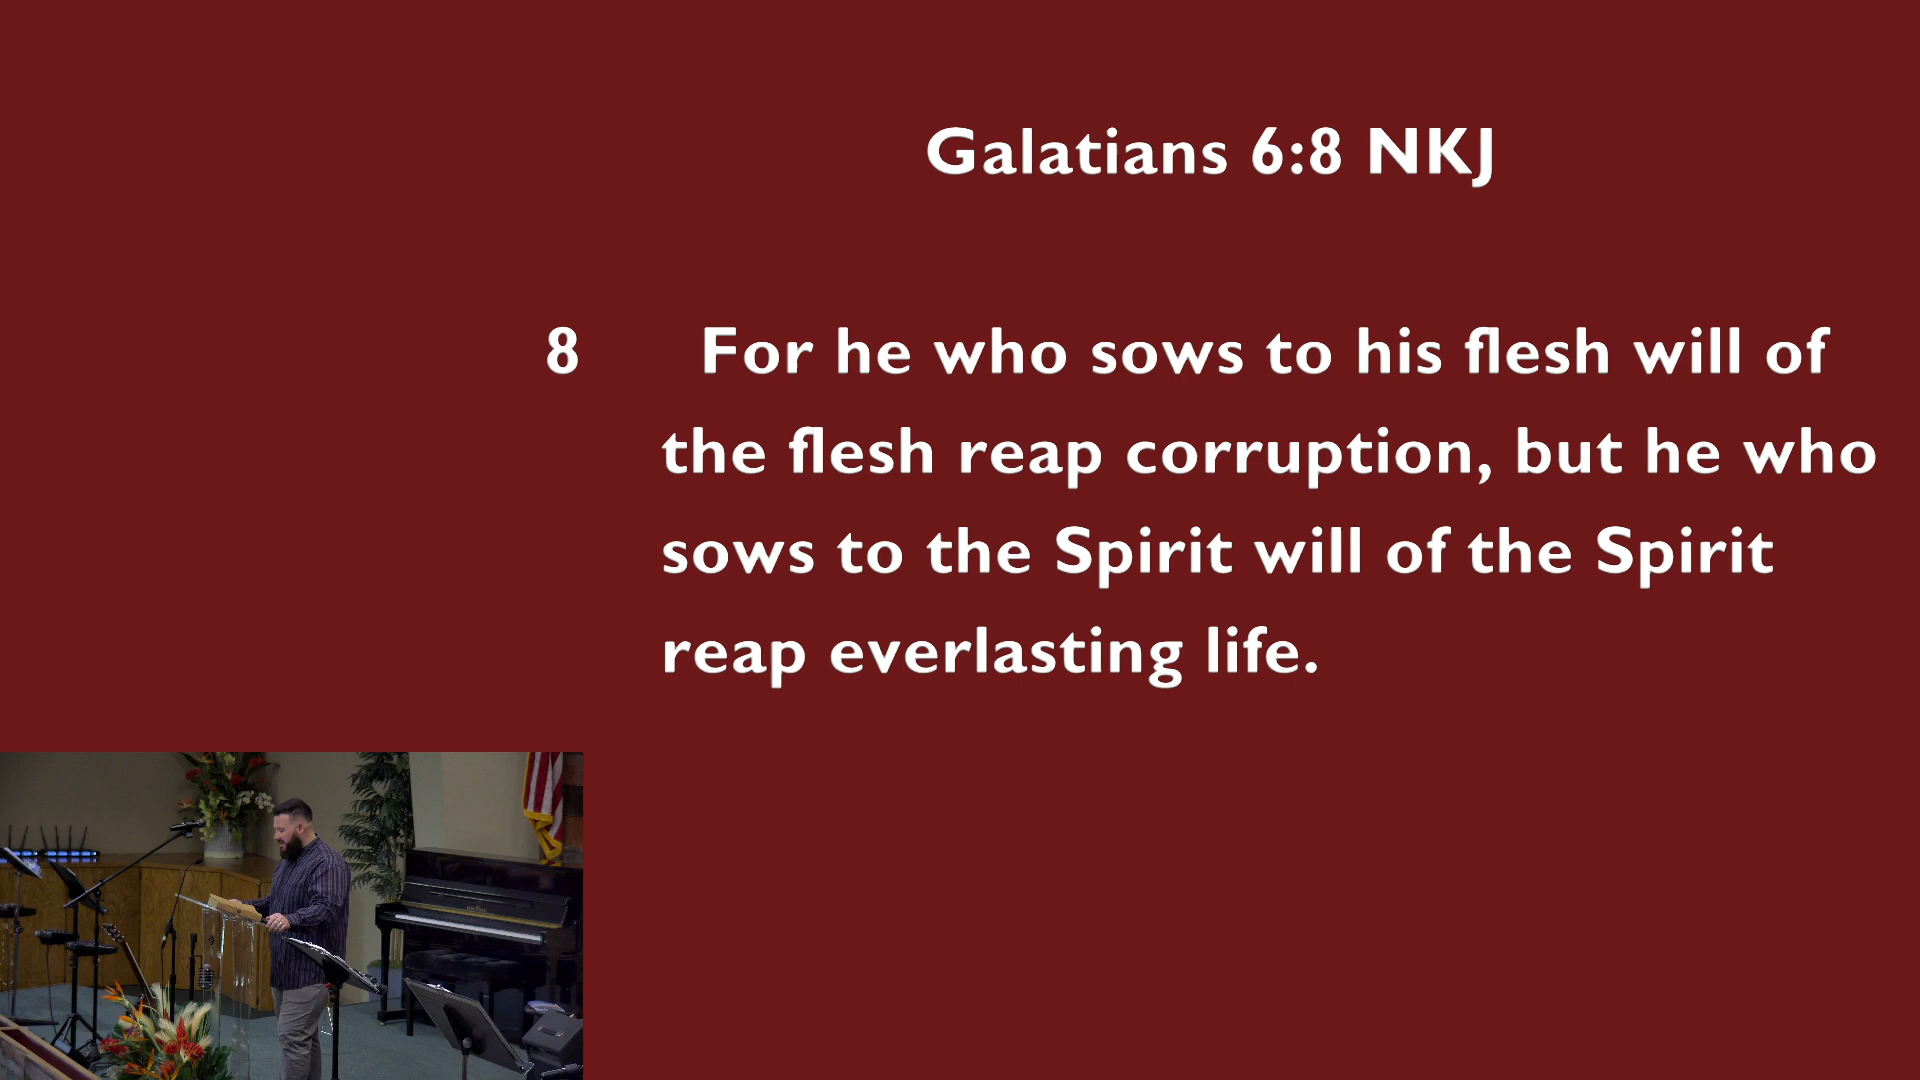 Galatians 6:8 NKJ
8 For he who sows to his flesh will of
the flesh reap corruption, but he who
sows to the Spirit will of the Spirit
reap everlasting life.